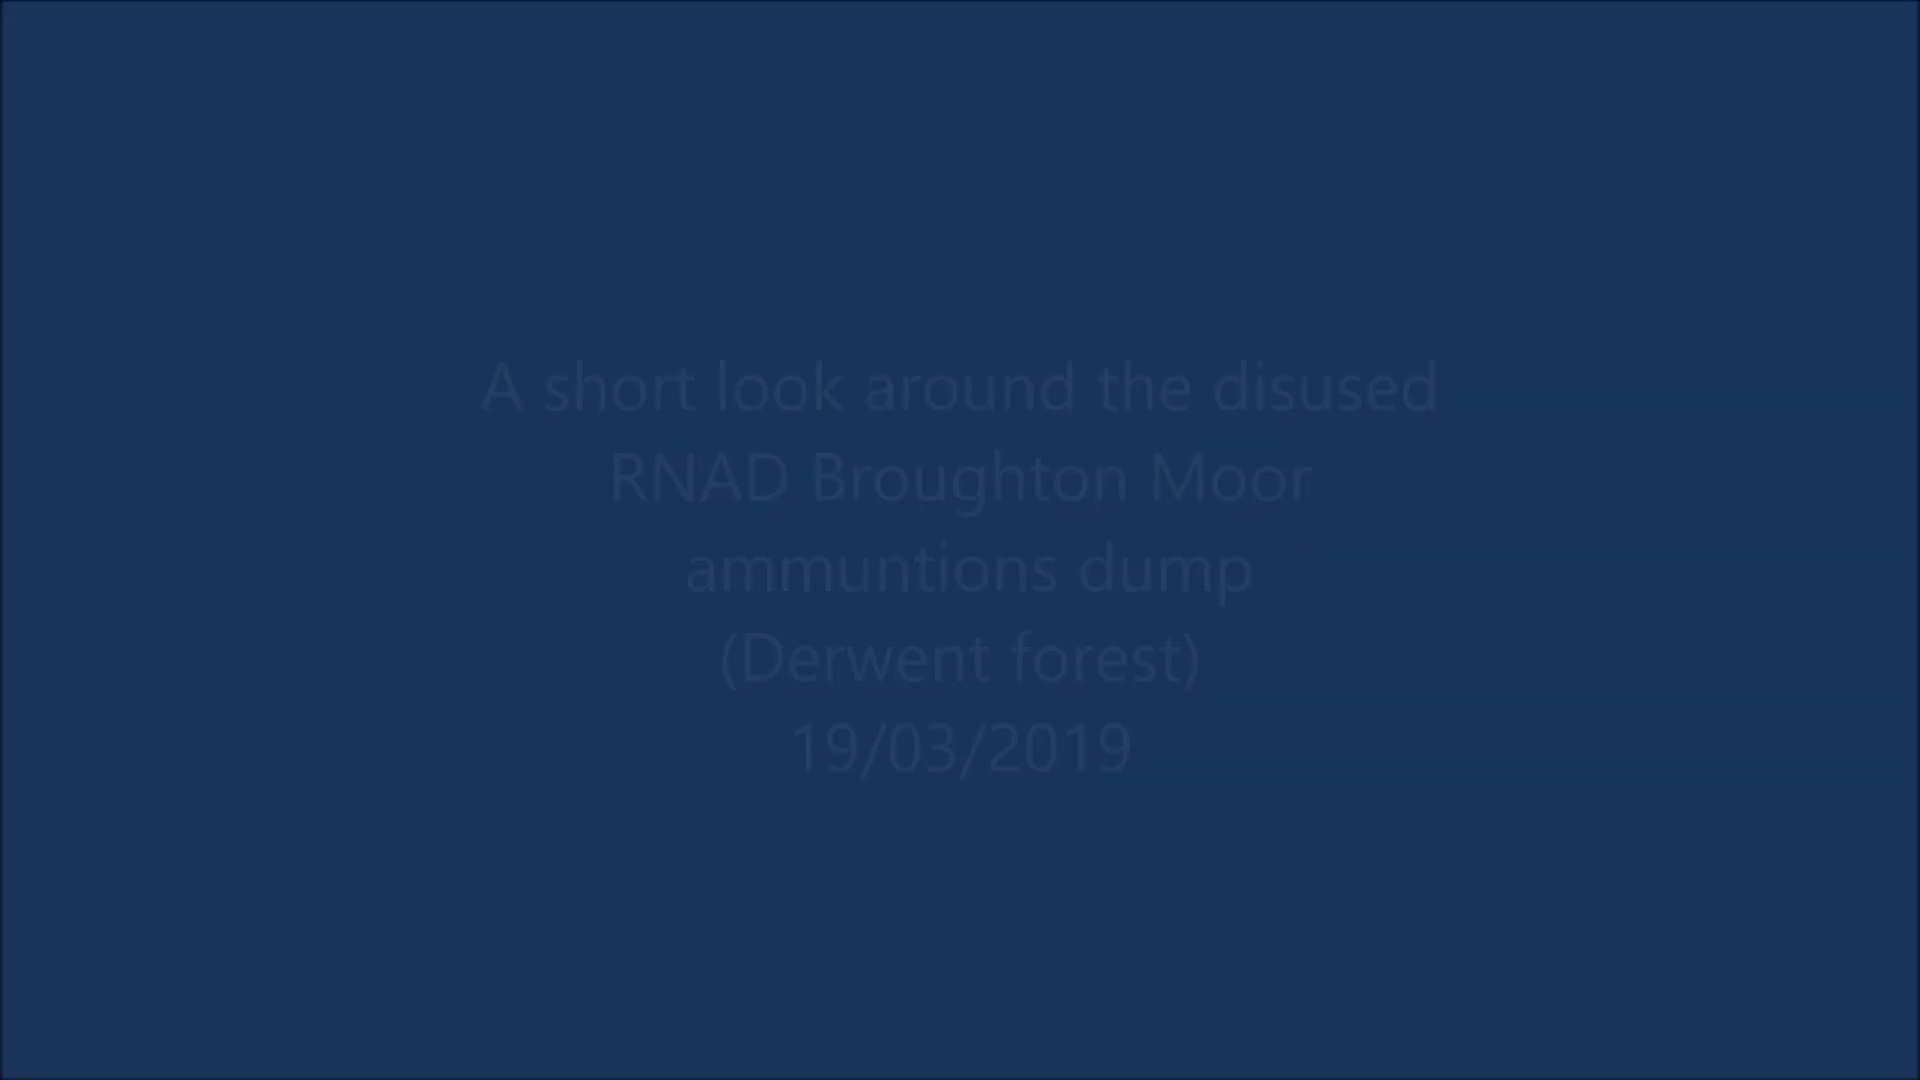 A short look around the disused
RNAD Broughton Moor
ammuntions dump
(Derwent forest)
19/03/2019